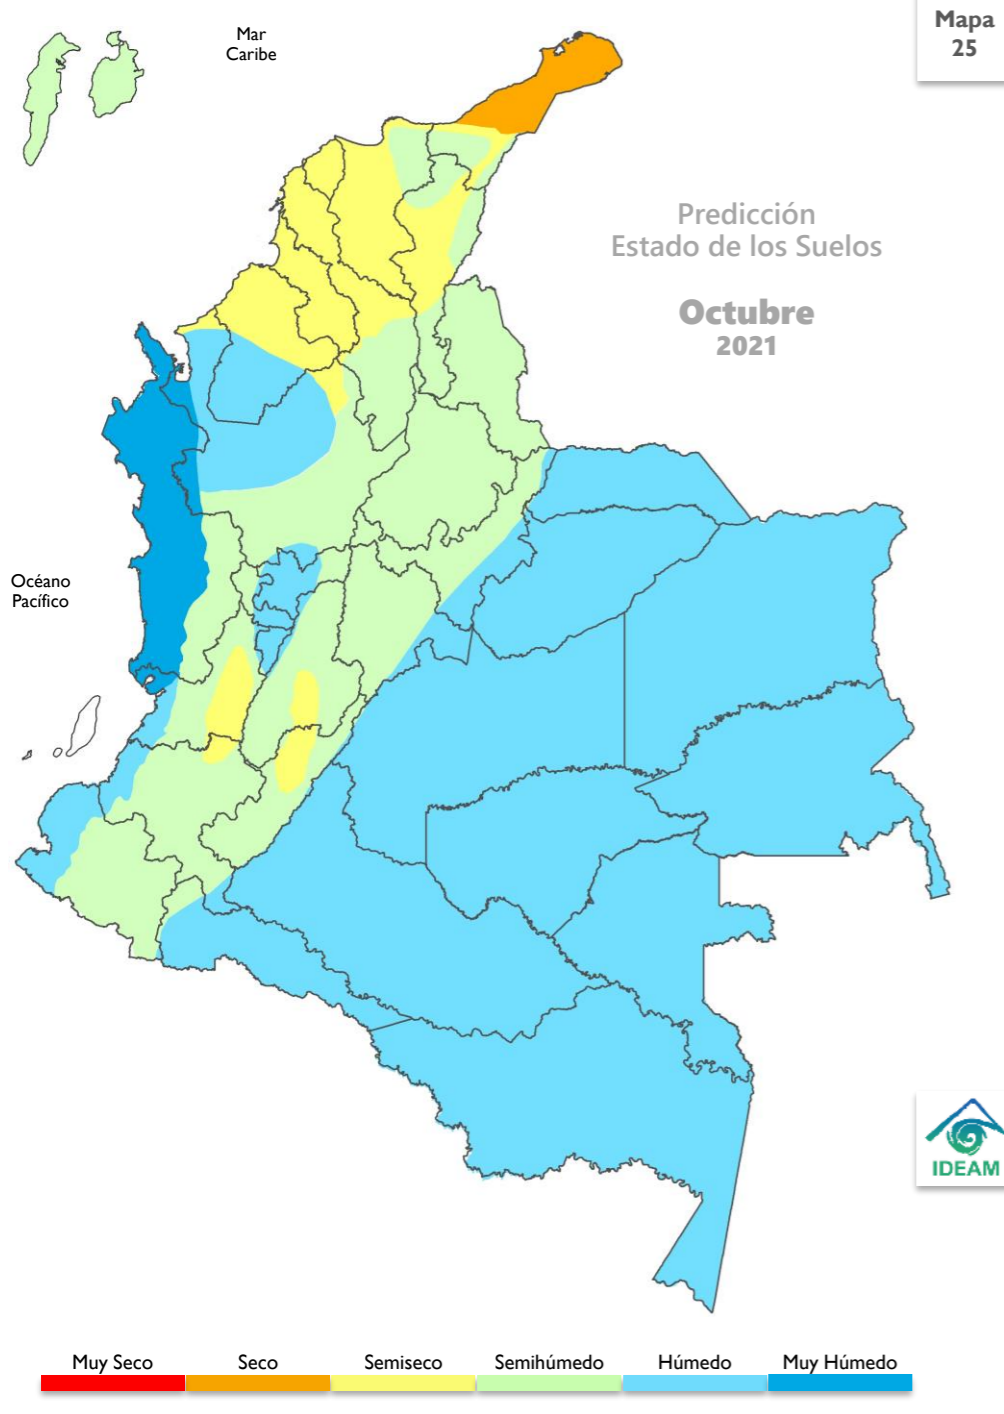 Mapa
25
Mar
Caribe
Predicción
Estado de los Suelos
Octubre
2021
Océano
Pacífico
IDEAM
Muy Seco
Seco
Semiseco
Semihúmedo
Húmedo
Muy Húmedo